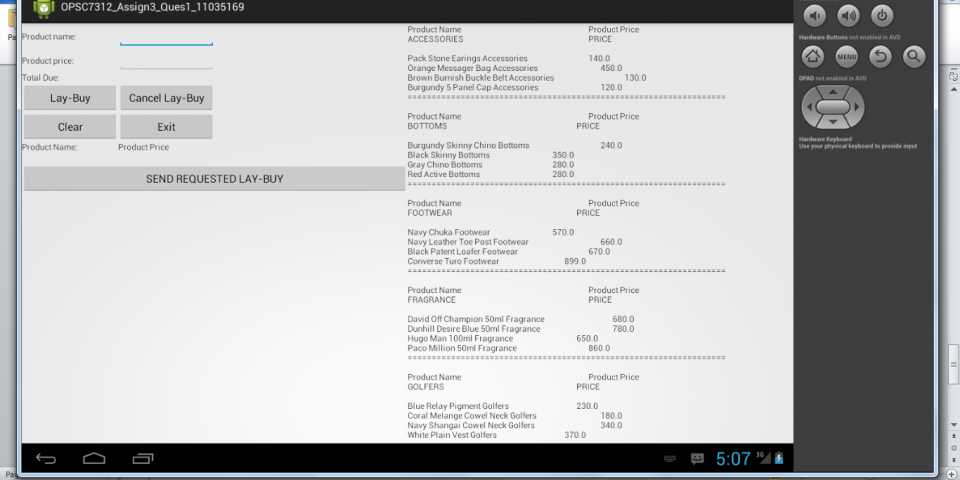 OPSC7312_Assign3_Ques1_11035169
Product name:
Product price:
Total Due:
Lay-Buy Cancel Lay-Buy
Clear Exit
Product Name: Product Price
SEND REQUESTED LAY-BUY
Product Name Product Price
ACCESSORIES PRICE
Pack Stone Earings Accessories 140.0
Orange Messager Bag Accessories 450.0
Brown Burnish Buckle Belt Accessories 130.0
Burgundy 5 Panel Cap Accessories 120.0
==================================================================
Product Name Product Price
BOTTOMS PRICE
Burgundy Skinny Chino Bottoms 240.0
Black Skinny Bottoms 350.0
Gray Chino Bottoms 280.0
Red Active Bottoms 280.0
==================================================================
Product Name Product Price
FOOTWEAR PRICE
Navy Chuka Footwear 570.0
Navy Leather Toe Post Footwear 660.0
Black Patent Loafer Footwear 670.0
Converse Turo Footwear 899.0
==================================================================
Product Name Product Price
FRAGRANCE PRICE
David Off Champion 50ml Fragrance 680.0
Dunhill Desire Blue 50ml Fragrance 780.0
Hugo Man 100ml Fragrance 650.0
Paco Million 50ml Fragrance 860.0
==================================================================
Product Name Product Price
GOLFERS PRICE
Blue Relay Pigment Golfers 230.0
Coral Melange Cowel Neck Golfers 180.0
Navy Shangai Cowel Neck Golfers 340.0
White Plain Vest Golfers 370.0
5:07 3G
Hardware Buttons not enabled in AVD
MENU
DPAD not enabled in AVD
Hardware Keyboard
Use your physical keyboard to provide input
Pa
Pa